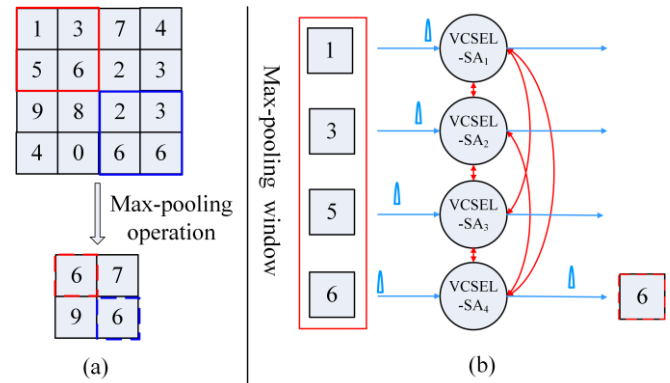 1 3 7 4
5 6 2 3
9 8 2 3
4 0 6 6
Max-pooling
operation
6 7
9 6
(a)
Max-pooling window
1
VCSEL
-SA₁
3
VCSEL
-SA₂
5
VCSEL
-SA₃
6
VCSEL
-SA₄
6
(b)